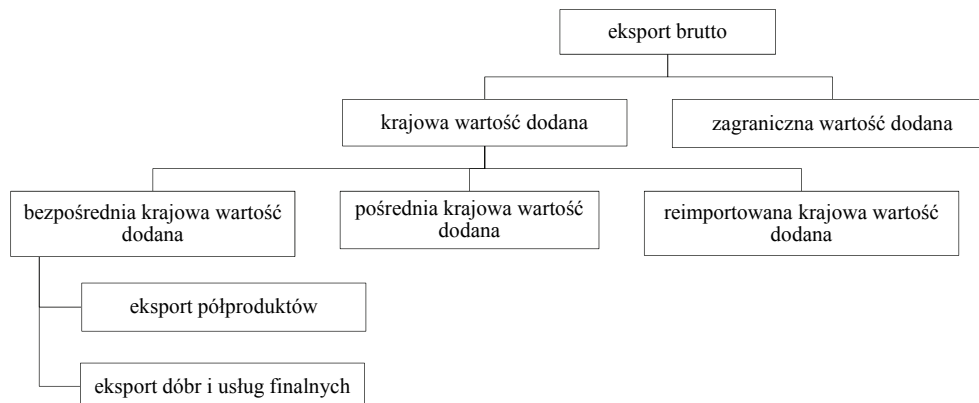 eksport brutto
krajowa wartość dodana
zagraniczna wartość dodana
bezpośrednia krajowa wartość
dodana
pośrednia krajowa wartość
dodana
reimportowana krajowa wartość
dodana
eksport półproduktów
eksport dóbr i usług finalnych